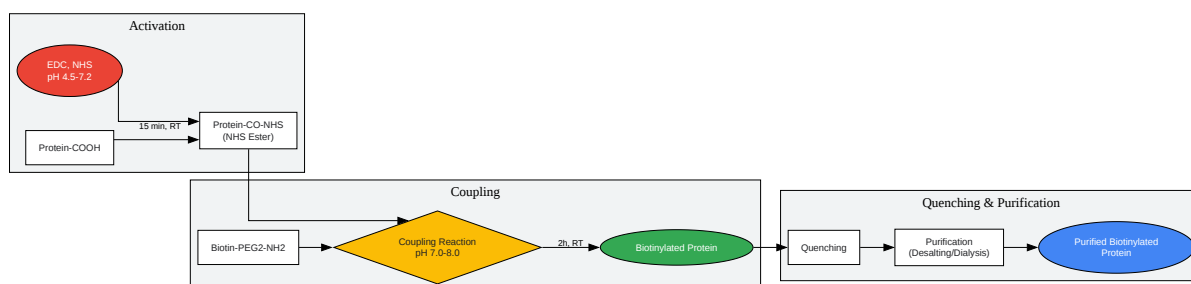 Activation
EDC, NHS
pH 4.5-7.2
15 min, RT
Protein-COOH
Protein-CO-NHS
(NHS Ester)
Coupling
Biotin-PEG2-NH2
Coupling Reaction
pH 7.0-8.0
2h, RT
Biotinylated Protein
Quenching & Purification
Quenching
Purification
(Desalting/Dialysis)
Purified Biotinylated
Protein